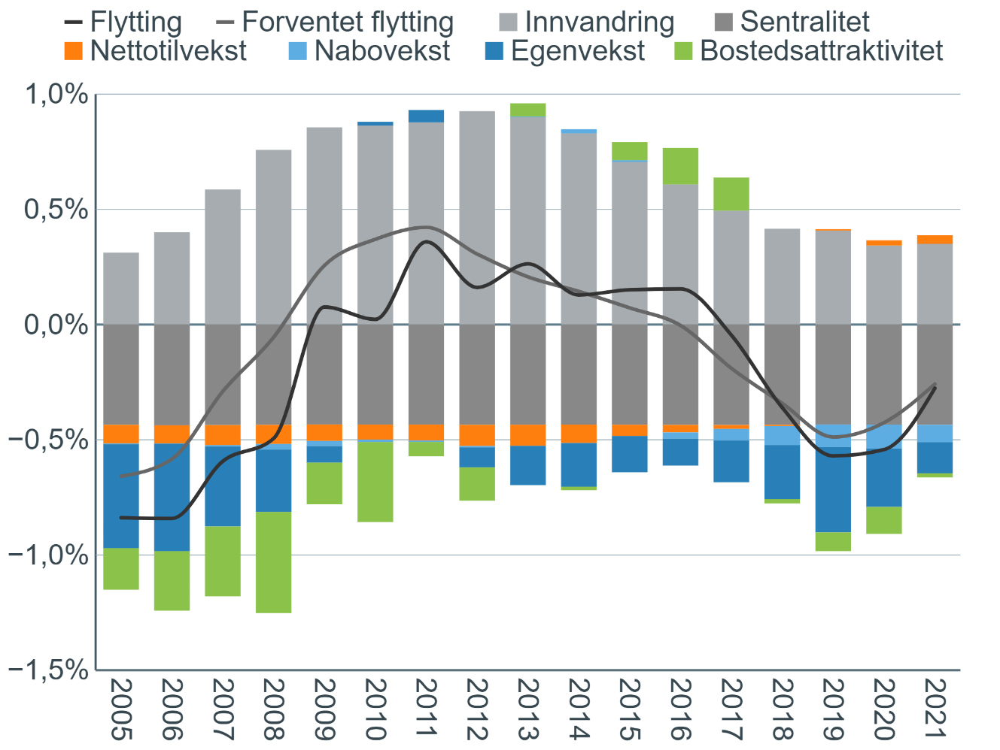 Flytting Forventet flytting Innvandring Sentralitet
Nettotilvekst Nabovekst Egenvekst Bostedsattraktivitet
1,0%
0,5%
0,0%
−0,5%
−1,0%
−1,5%
2005 2006 2007 2008 2009 2010 2011 2012 2013 2014 2015 2016 2017 2018 2019 2020 2021